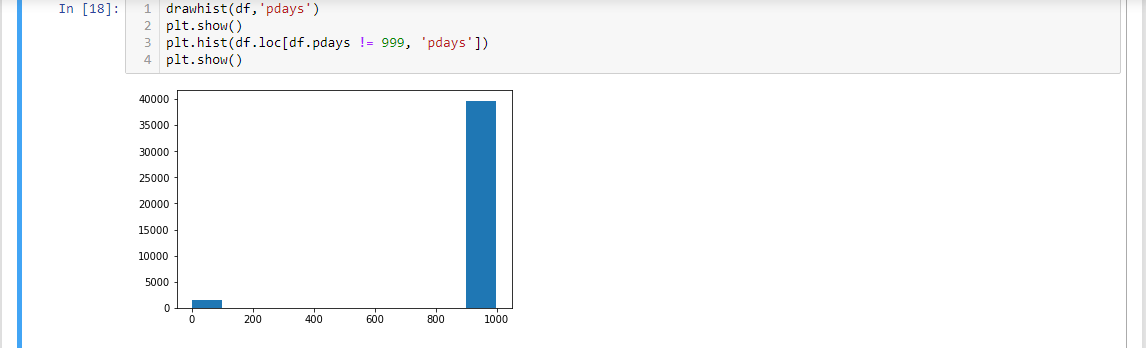 In [18]:
1 drawhist(df,'pdays')
2 plt.show()
3 plt.hist(df.loc[df.pdays != 999, 'pdays'])
4 plt.show()
40000
35000
30000
25000
20000
15000
10000
5000
0
0 200 400 600 800 1000